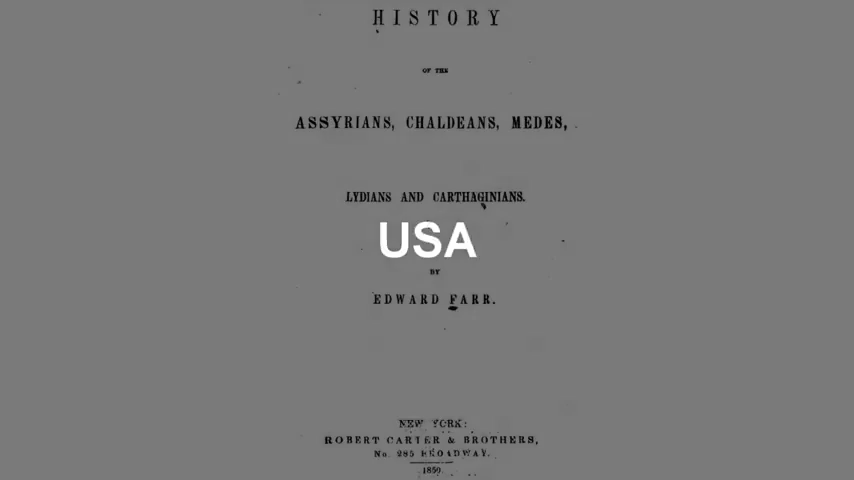 HISTORY
OF THE
ASSYRIANS, CHALDEANS, MEDES,
LYDIANS AND CARTHAGINIANS.
USA
BY
EDWARD FARR.
NEW YORK:
ROBERT CARTER & BROTHERS,
No. 285 BROADWAY.
1850.